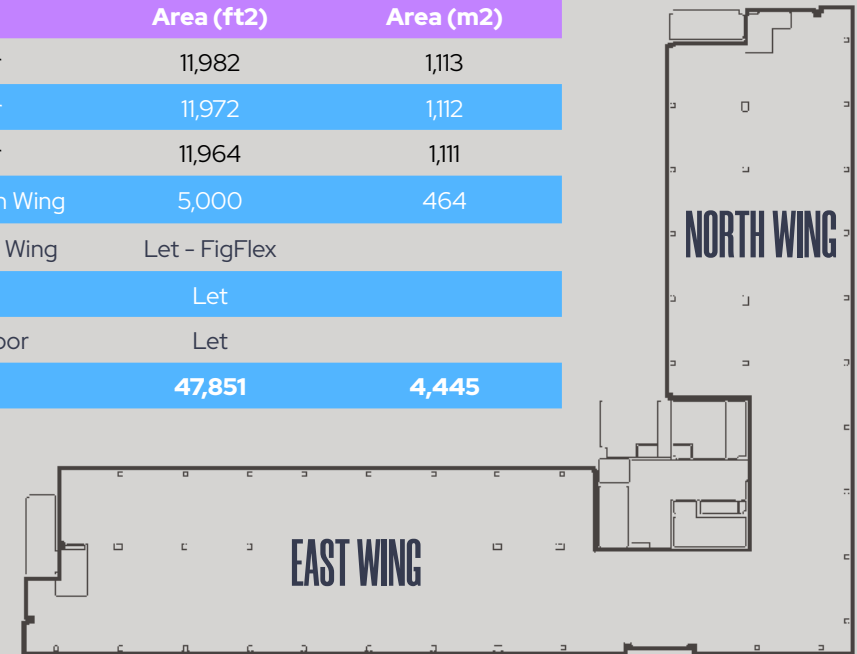 Area (ft2) Area (m2)
11,982 1,113
11,972 1,112
11,964 1,111
Wing 5,000 464
Wing Let - FigFlex
Let
Let
47,851 4,445
NORTH WING
EAST WING